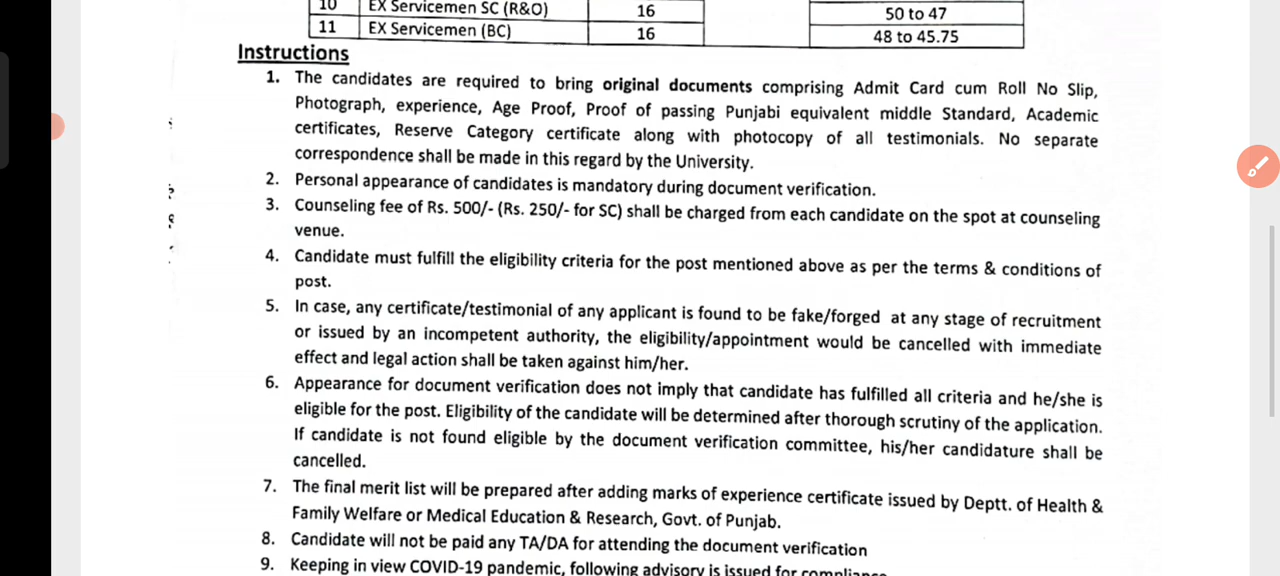 10 EX Servicemen SC (R&O) 16 50 to 47
11 EX Servicemen (BC) 16 48 to 45.75
Instructions
1. The candidates are required to bring original documents comprising Admit Card cum Roll No Slip,
Photograph, experience, Age Proof, Proof of passing Punjabi equivalent middle Standard, Academic
certificates, Reserve Category certificate along with photocopy of all testimonials. No separate
correspondence shall be made in this regard by the University.
2. Personal appearance of candidates is mandatory during document verification.
3. Counseling fee of Rs. 500/- (Rs. 250/- for SC) shall be charged from each candidate on the spot at counseling
venue.
4. Candidate must fulfill the eligibility criteria for the post mentioned above as per the terms & conditions of
post.
5. In case, any certificate/testimonial of any applicant is found to be fake/forged at any stage of recruitment
or issued by an incompetent authority, the eligibility/appointment would be cancelled with immediate
effect and legal action shall be taken against him/her.
6. Appearance for document verification does not imply that candidate has fulfilled all criteria and he/she is
eligible for the post. Eligibility of the candidate will be determined after thorough scrutiny of the application.
If candidate is not found eligible by the document verification committee, his/her candidature shall be
cancelled.
7. The final merit list will be prepared after adding marks of experience certificate issued by Deptt. of Health &
Family Welfare or Medical Education & Research, Govt. of Punjab.
8. Candidate will not be paid any TA/DA for attending the document verification
9. Keeping in view COVID-19 pandemic, following advisory is issued for compliance